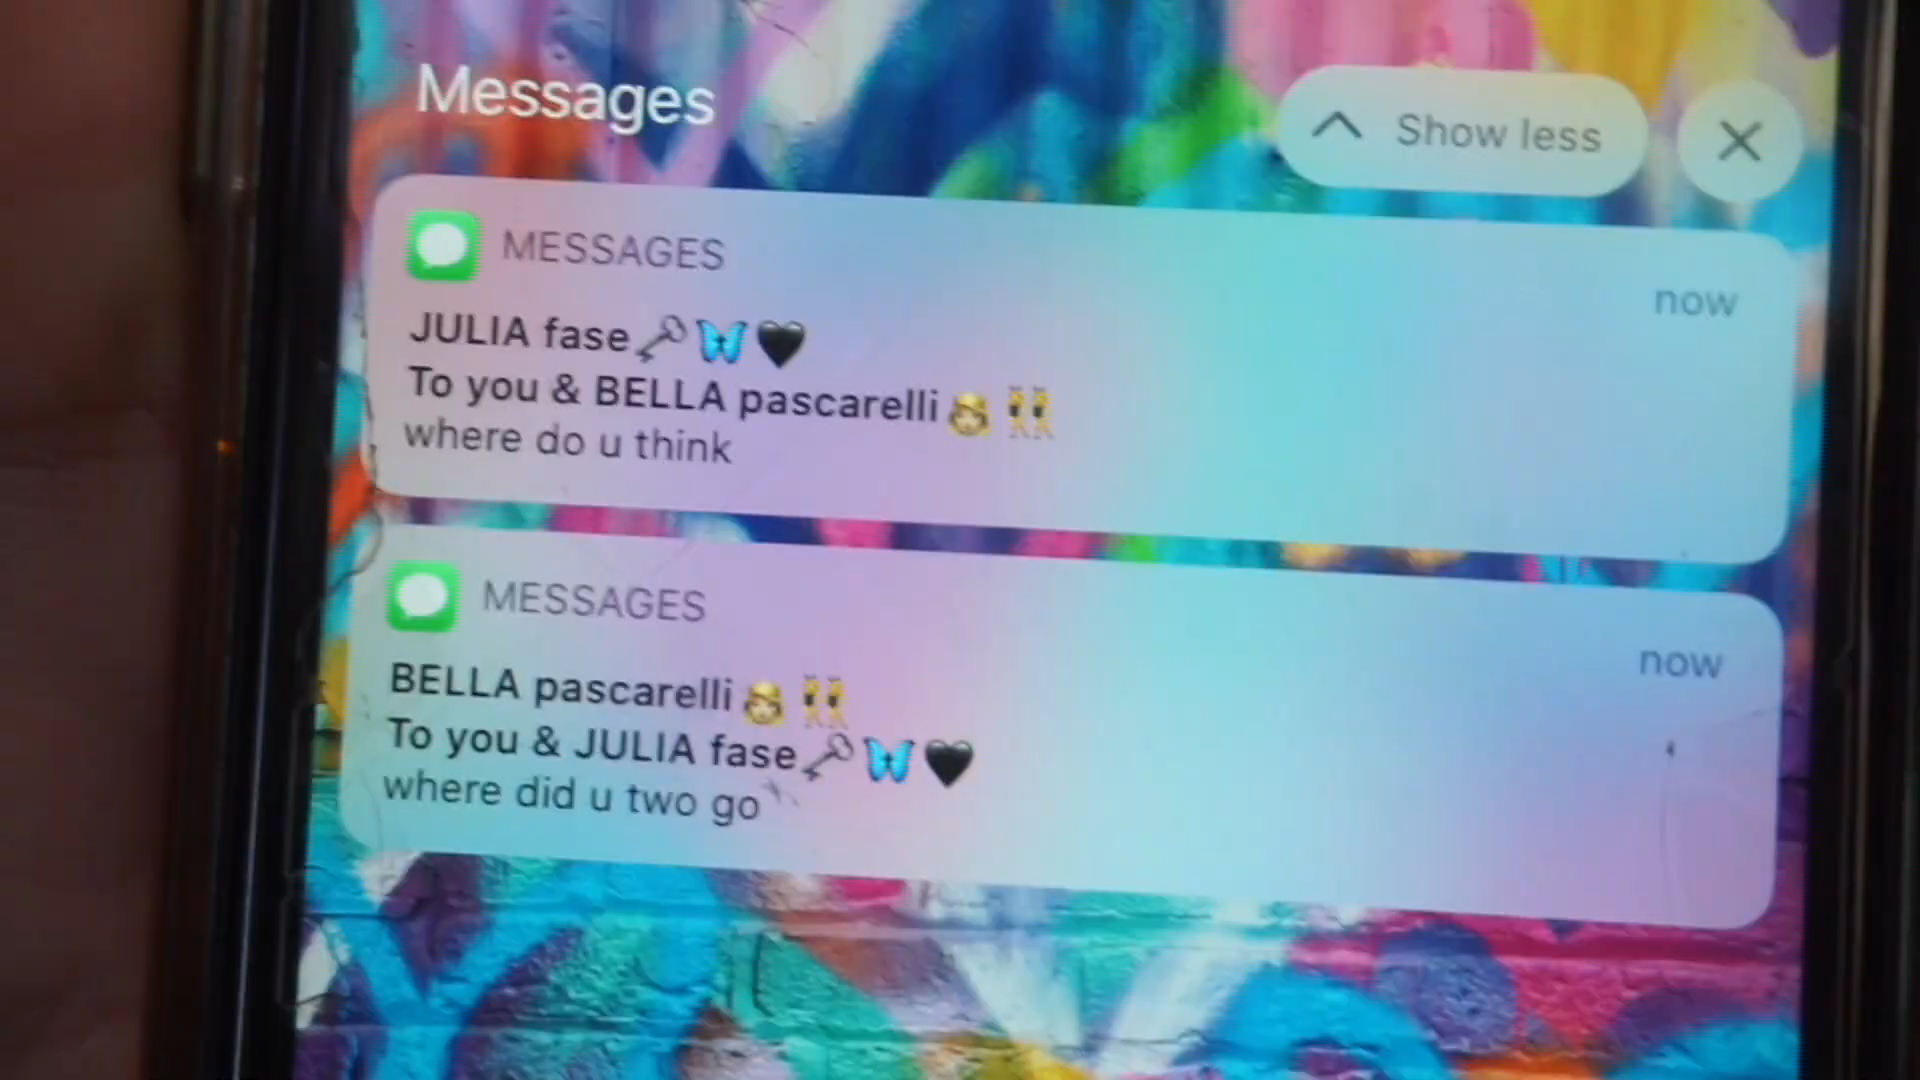 Messages
Show less
MESSAGES
now
JULIA fase🗝️🦋🖤
To you & BELLA pascarelli👱‍♀️👯‍♀️
where do u think
MESSAGES
now
BELLA pascarelli👱‍♀️👯‍♀️
To you & JULIA fase🗝️🦋🖤
where did u two go